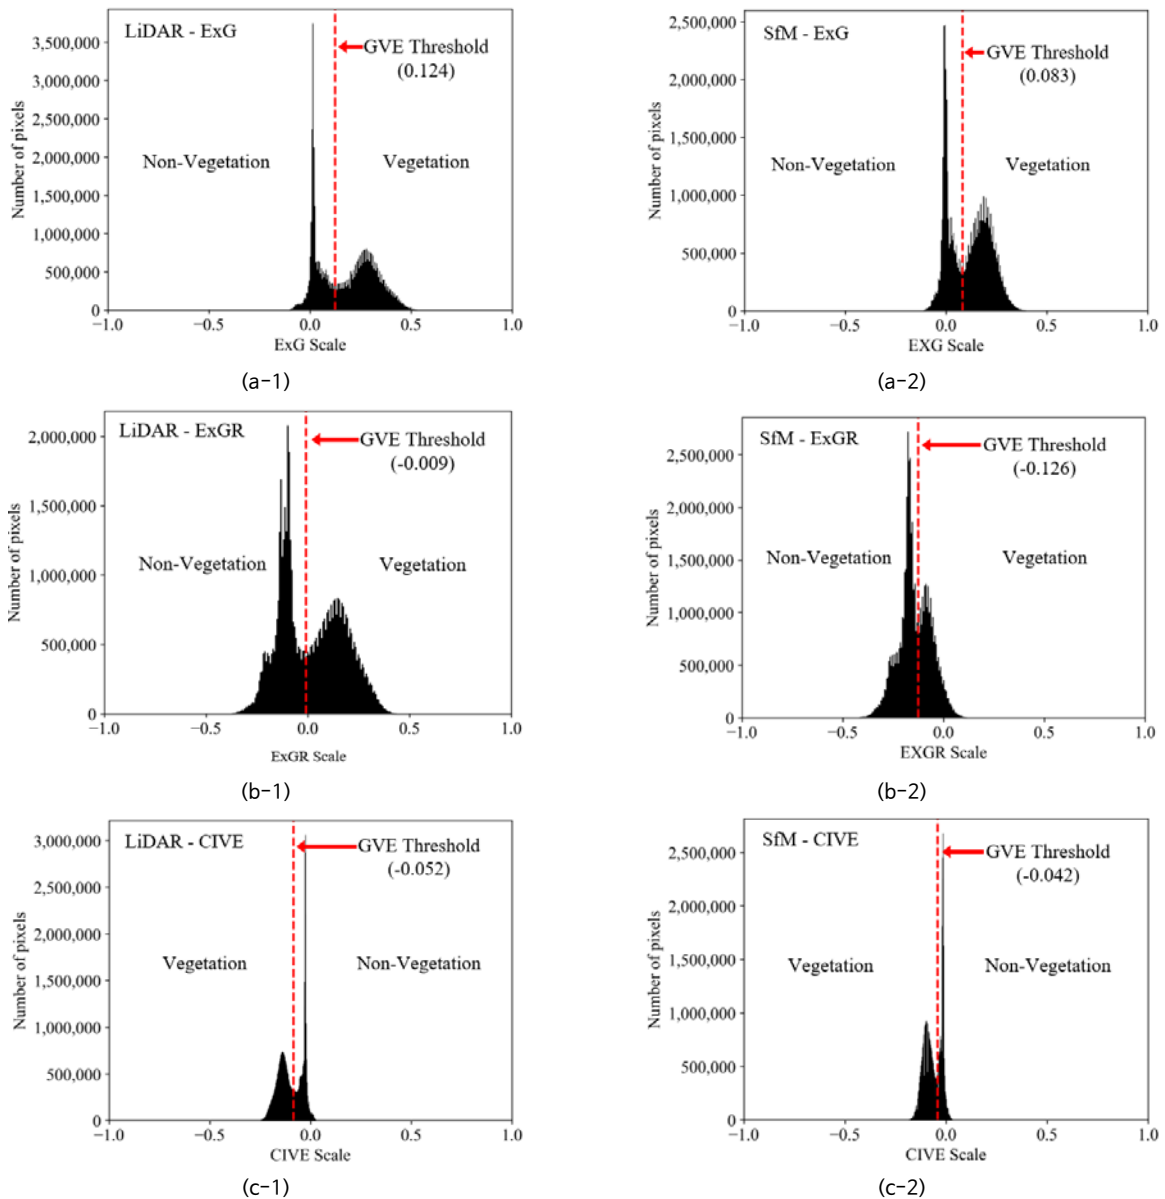 LiDAR - ExG
GVE Threshold
(0.124)
Non-Vegetation
Vegetation
Number of pixels
3,500,000
3,000,000
2,500,000
2,000,000
1,500,000
1,000,000
500,000
0
−1.0
−0.5
0.0
0.5
1.0
ExG Scale
(a-1)
SfM - ExG
GVE Threshold
(0.083)
Non-Vegetation
Vegetation
Number of pixels
2,500,000
2,000,000
1,500,000
1,000,000
500,000
0
−1.0
−0.5
0.0
0.5
1.0
EXG Scale
(a-2)
LiDAR - ExGR
GVE Threshold
(-0.009)
Non-Vegetation
Vegetation
Number of pixels
2,000,000
1,500,000
1,000,000
500,000
0
−1.0
−0.5
0.0
0.5
1.0
ExGR Scale
(b-1)
SfM - ExGR
GVE Threshold
(-0.126)
Non-Vegetation
Vegetation
Number of pixels
2,500,000
2,000,000
1,500,000
1,000,000
500,000
0
−1.0
−0.5
0.0
0.5
1.0
EXGR Scale
(b-2)
LiDAR - CIVE
GVE Threshold
(-0.052)
Vegetation
Non-Vegetation
Number of pixels
3,000,000
2,500,000
2,000,000
1,500,000
1,000,000
500,000
0
−1.0
−0.5
0.0
0.5
1.0
CIVE Scale
(c-1)
SfM - CIVE
GVE Threshold
(-0.042)
Vegetation
Non-Vegetation
Number of pixels
2,500,000
2,000,000
1,500,000
1,000,000
500,000
0
−1.0
−0.5
0.0
0.5
1.0
CIVE Scale
(c-2)